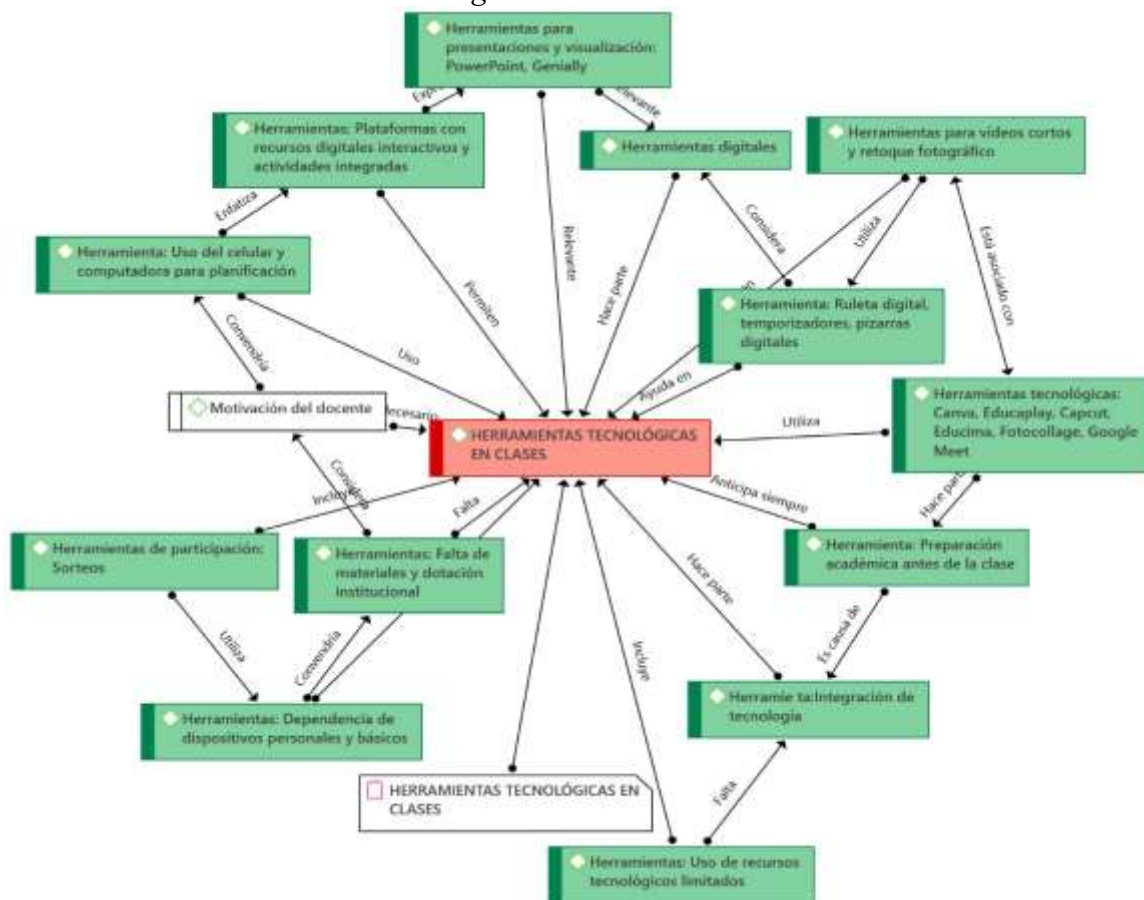 Herramientas para
presentaciones y visualización:
PowerPoint, Genially
Herramientas: Plataformas con
recursos digitales interactivos y
actividades integradas
Herramientas digitales
Herramientas para vídeos cortos
y retoque fotográfico
Enfatiza
Considera
Utiliza
Está asociado con
Herramienta: Uso del celular y
computadora para planificación
Relevante
Permiten
Hace parte
Herramienta: Ruleta digital,
temporizadores, pizarras
digitales
Convendría
Uso
Ayuda en
Motivación del docente
HERRAMIENTAS TECNOLÓGICAS
EN CLASES
Utiliza
Herramientas tecnológicas:
Canva, Educaplay, Capcut,
Educima, Fotocollage, Google
Meet
Considera
Falta
Anticipa siempre
Herramientas de participación:
Sorteos
Herramientas: Falta de
materiales y dotación
institucional
Herramienta: Preparación
académica antes de la clase
Hace parte
Utiliza
Convendría
Incluye
Es causa de
Herramientas: Dependencia de
dispositivos personales y básicos
Herramie ta:Integración de
tecnología
HERRAMIENTAS TECNOLÓGICAS EN
CLASES
Falta
Herramientas: Uso de recursos
tecnológicos limitados